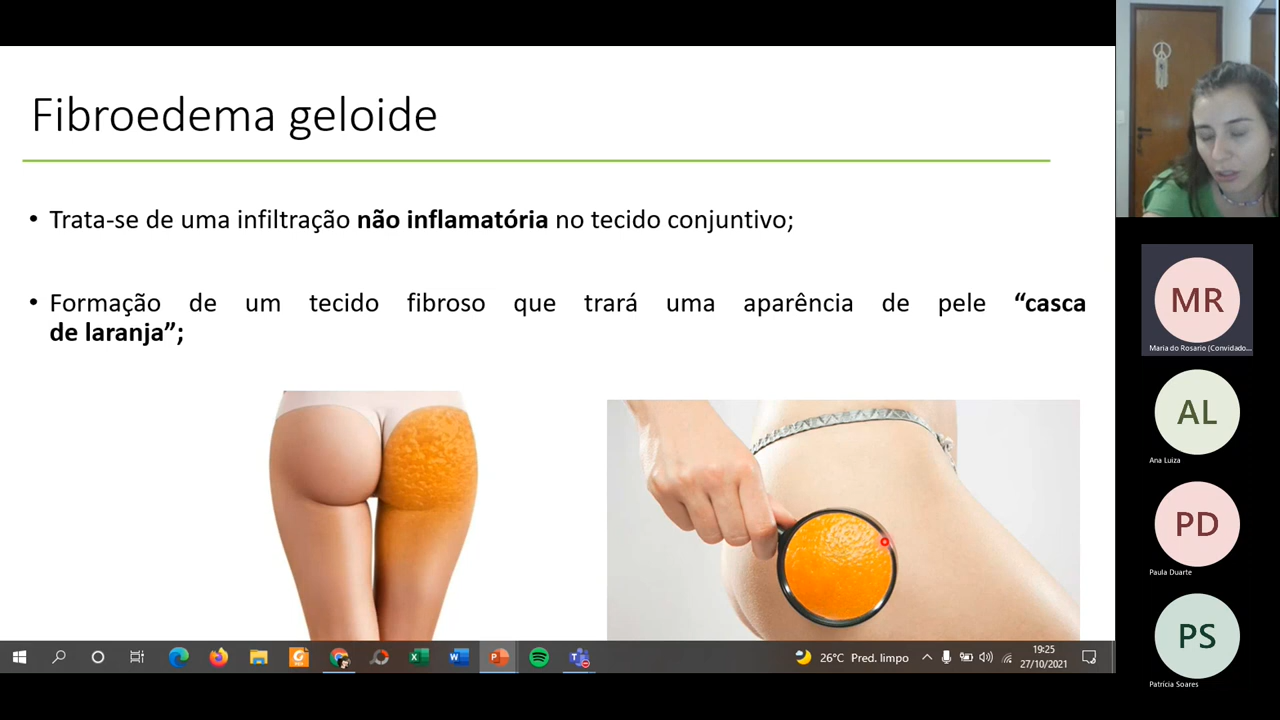 Fibroedema geloide
• Trata-se de uma infiltração não inflamatória no tecido conjuntivo;
• Formação de um tecido fibroso que trará uma aparência de pele “casca
de laranja”;
MR
Maria do Rosario (Convidado...
AL
Ana Luiza
PD
Paula Duarte
PS
Patrícia Soares
26°C Pred. limpo
19:25
27/10/2021